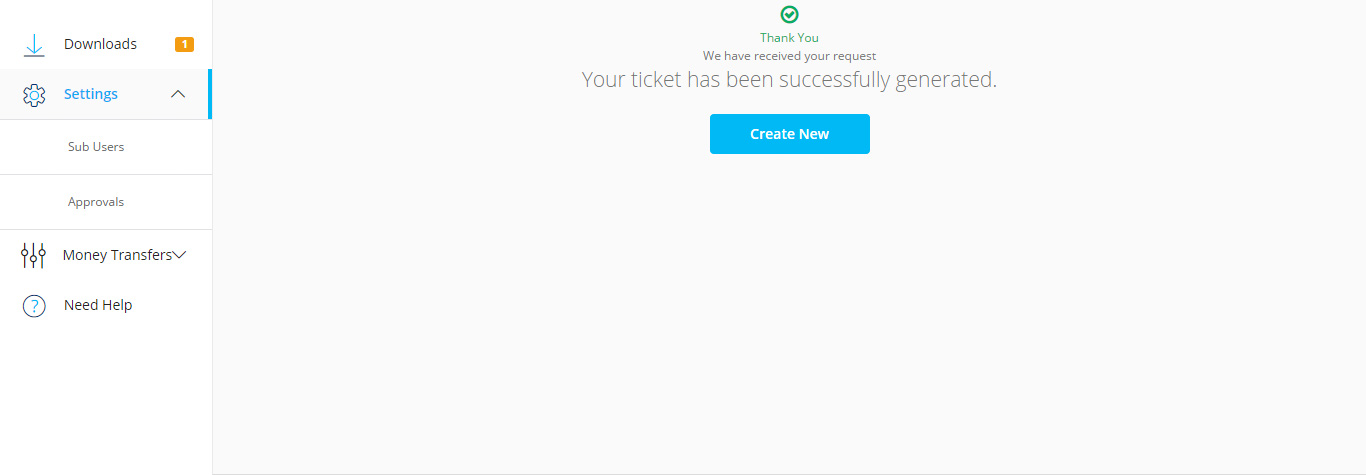 Downloads
1
Settings
Sub Users
Approvals
Money Transfers
?
Need Help
Thank You
We have received your request
Your ticket has been successfully generated.
Create New